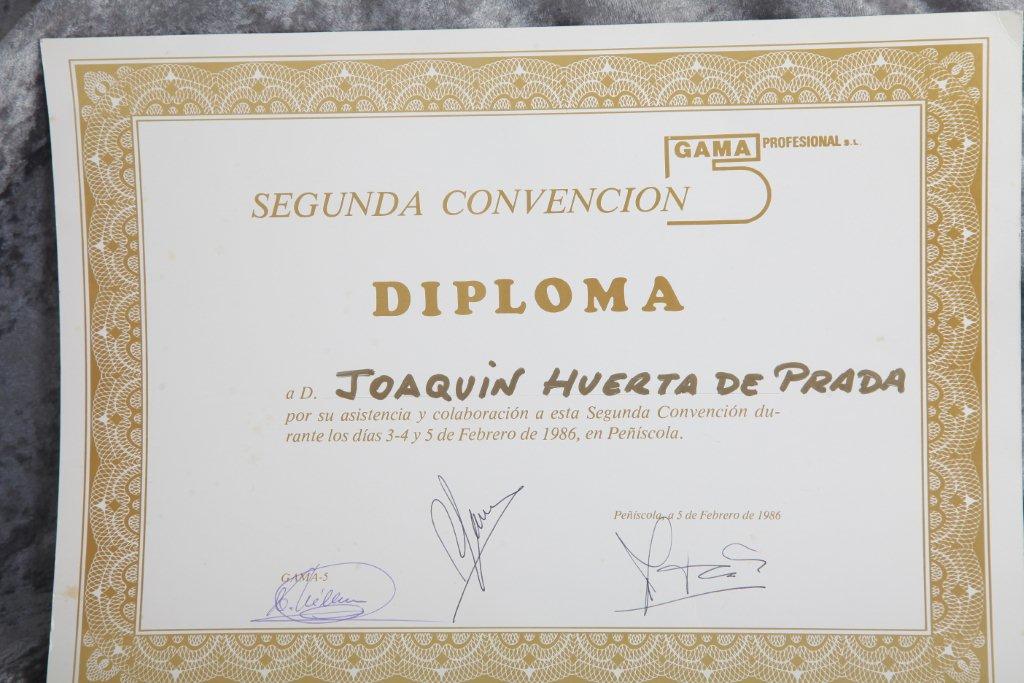 GAMA 5 PROFESIONAL S.L.
SEGUNDA CONVENCION
DIPLOMA
a D. JOAQUIN HUERTA DE PRADA
por su asistencia y colaboración a esta Segunda Convención du-
rante los días 3-4 y 5 de Febrero de 1986, en Peñíscola.
Peñíscola, a 5 de Febrero de 1986
GAMA-5